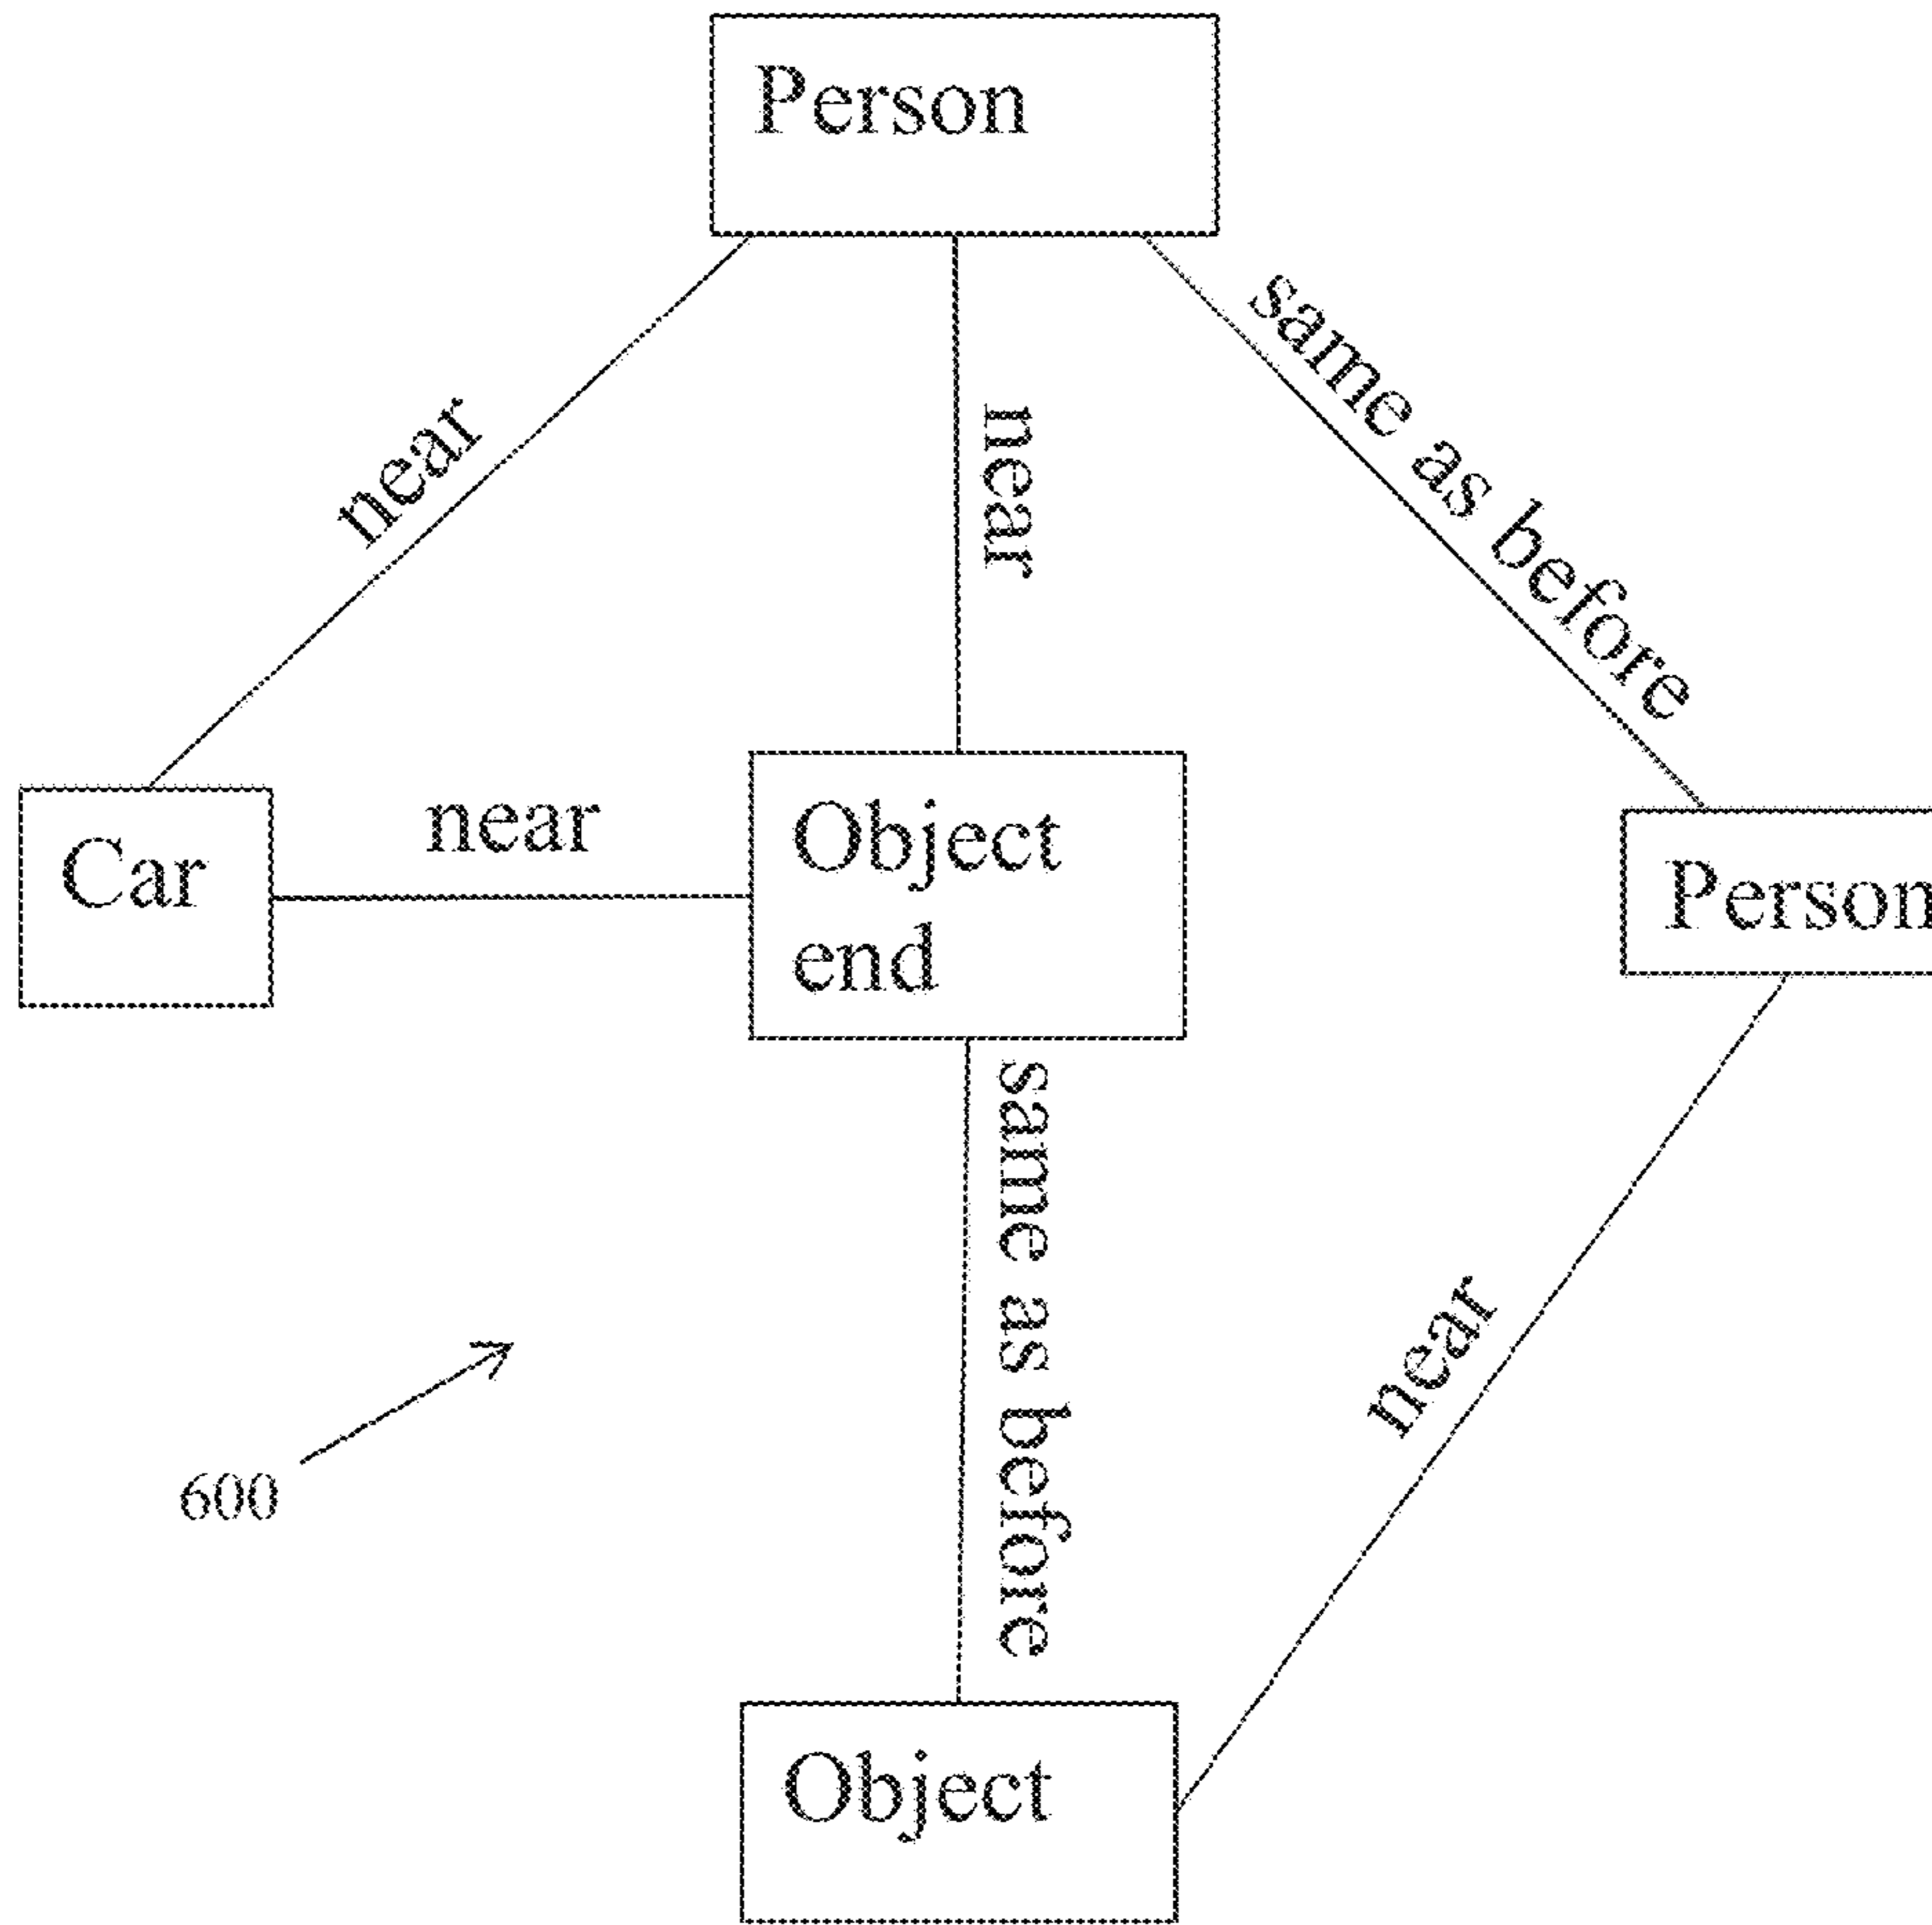 Person
near
near
same as before
Car
near
Object
end
Person
same as before
near
600
Object